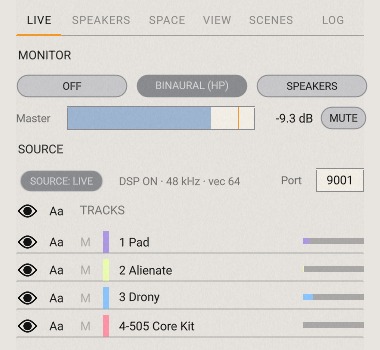 LIVE SPEAKERS SPACE VIEW SCENES LOG
MONITOR
OFF BINAURAL (HP) SPEAKERS
Master -9.3 dB MUTE
SOURCE
SOURCE: LIVE DSP ON · 48 kHz · vec 64 Port 9001
Aa TRACKS
Aa M 1 Pad
Aa M 2 Alienate
Aa M 3 Drony
Aa M 4-505 Core Kit